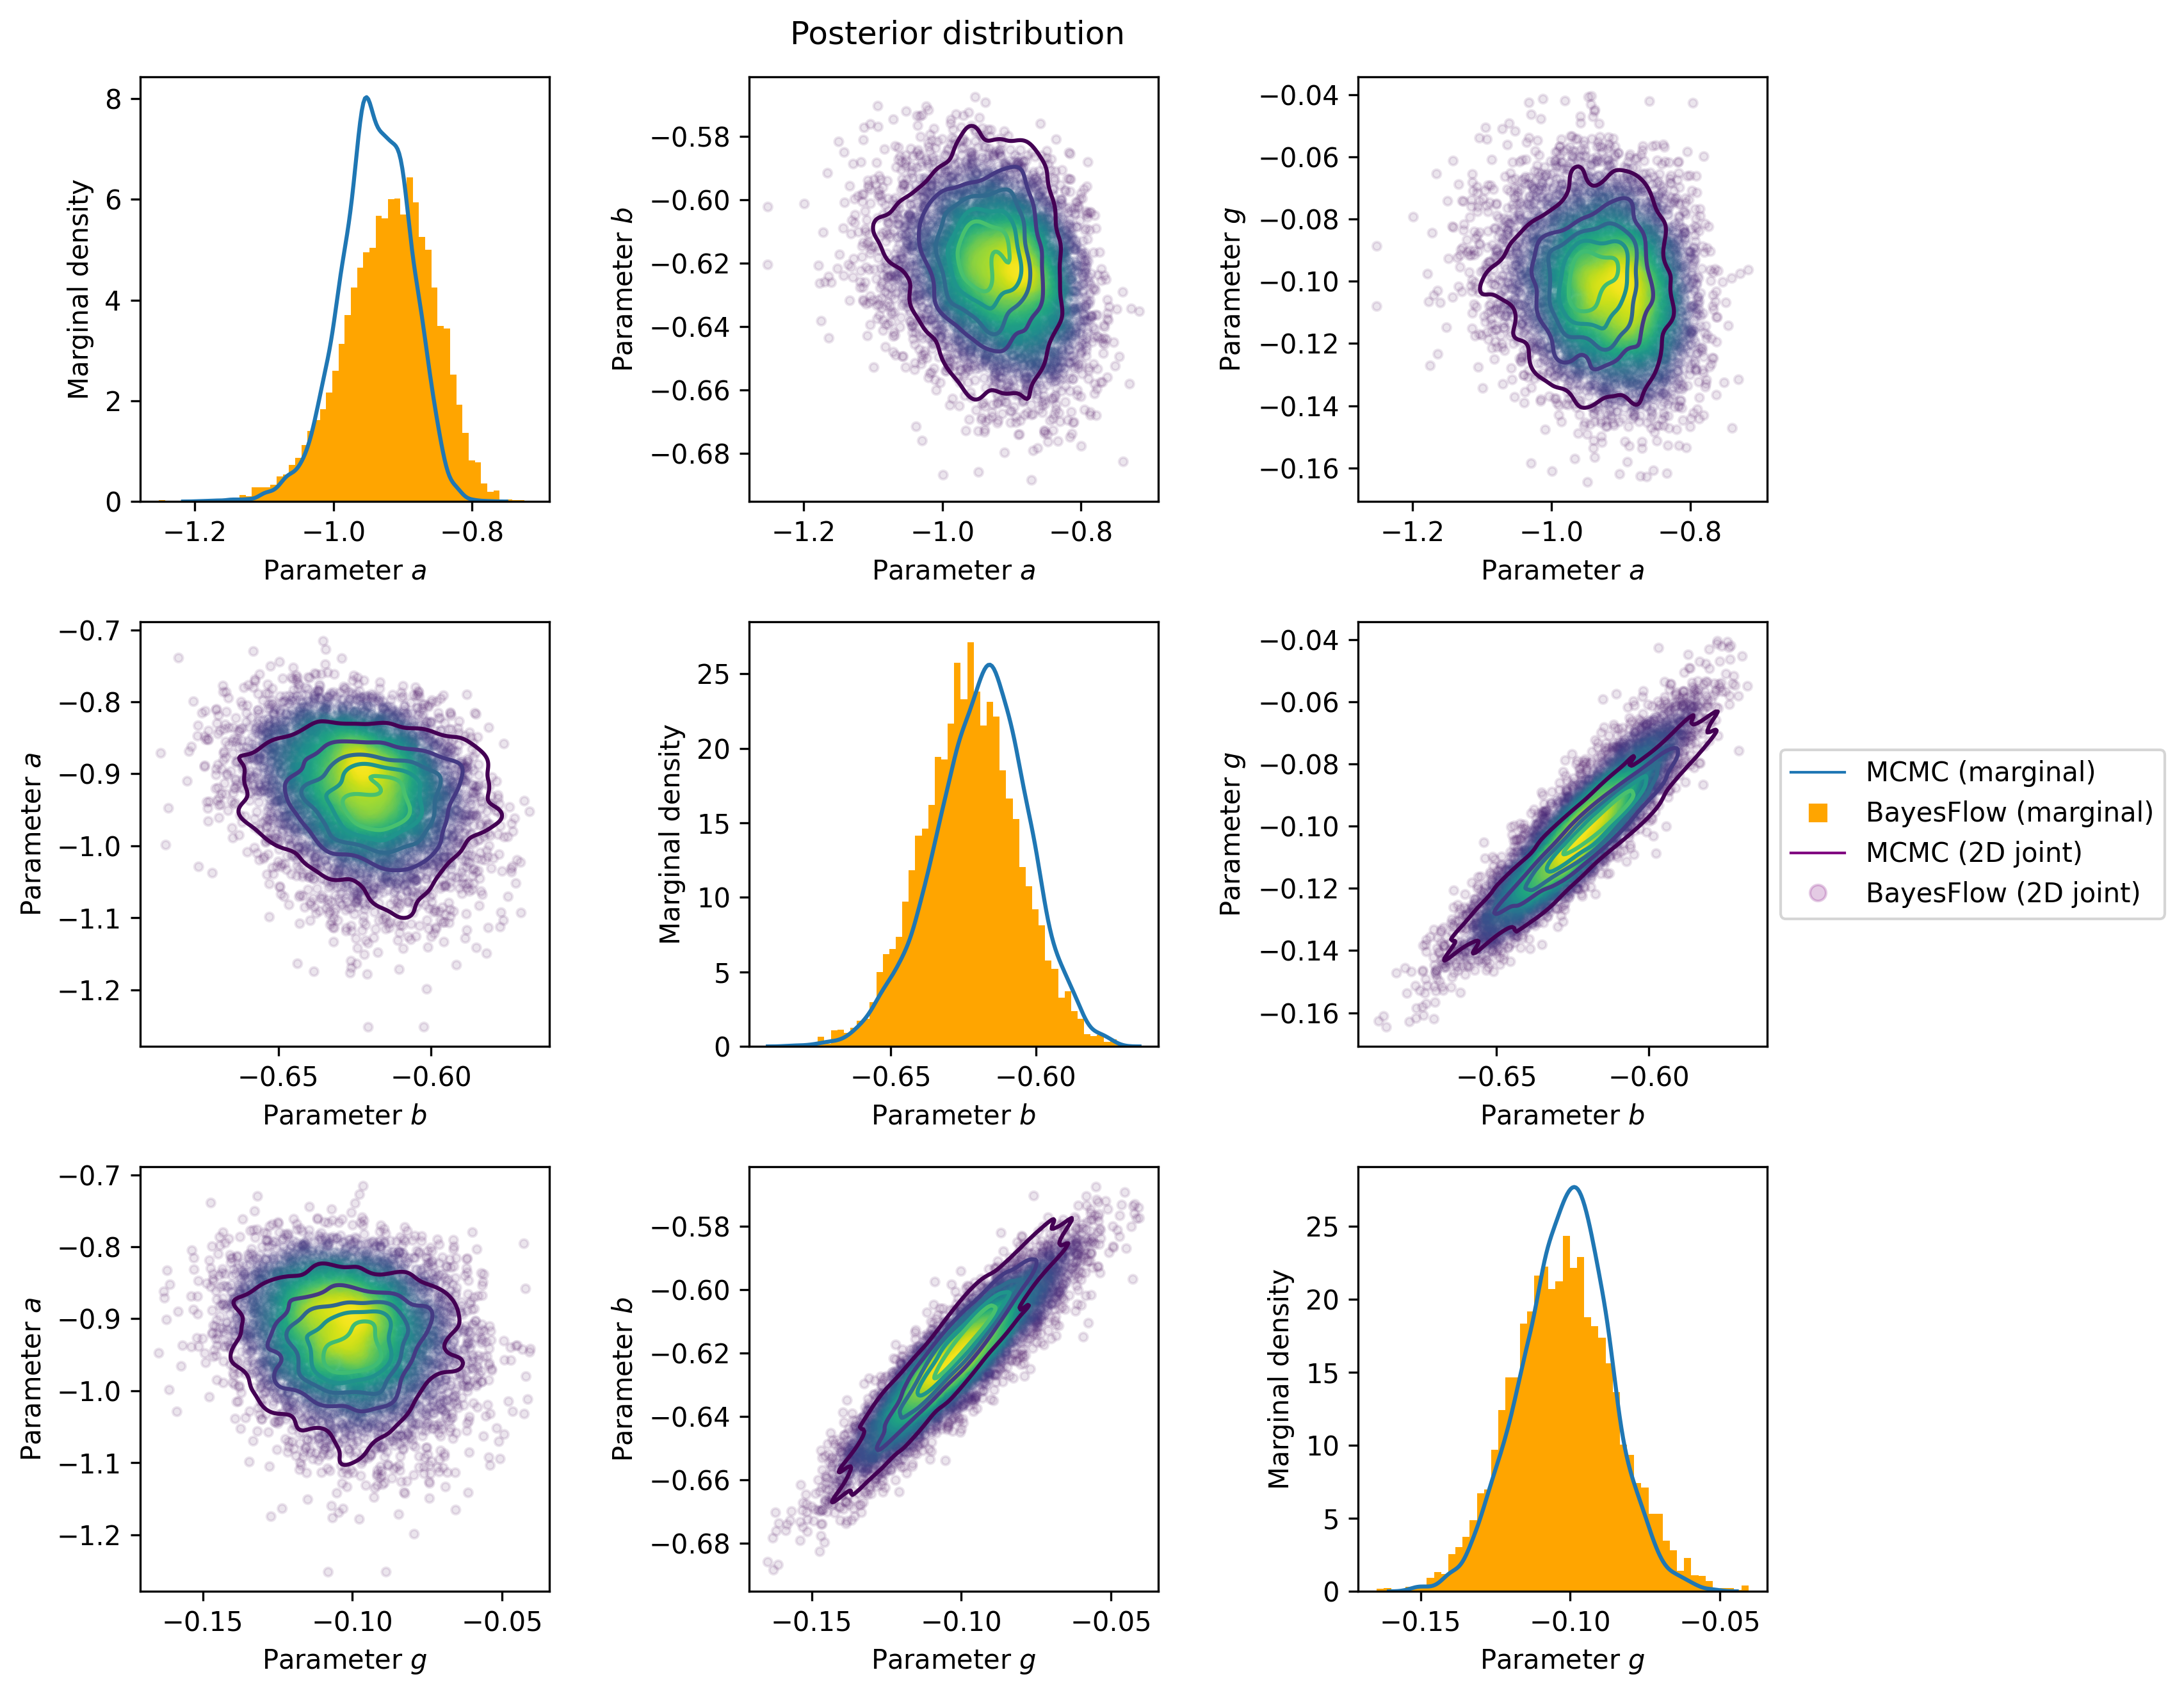 Posterior distribution
8
6
4
2
0
Marginal density
−1.2 −1.0 −0.8
Parameter a
−0.58
−0.60
−0.62
−0.64
−0.66
−0.68
Parameter b
−1.2 −1.0 −0.8
Parameter a
−0.04
−0.06
−0.08
−0.10
−0.12
−0.14
−0.16
Parameter g
−1.2 −1.0 −0.8
Parameter a
−0.7
−0.8
−0.9
−1.0
−1.1
−1.2
Parameter a
−0.65 −0.60
Parameter b
25
20
15
10
5
0
Marginal density
−0.65 −0.60
Parameter b
−0.04
−0.06
−0.08
−0.10
−0.12
−0.14
−0.16
Parameter g
−0.65 −0.60
Parameter b
MCMC (marginal)
BayesFlow (marginal)
MCMC (2D joint)
BayesFlow (2D joint)
−0.7
−0.8
−0.9
−1.0
−1.1
−1.2
Parameter a
−0.15 −0.10 −0.05
Parameter g
−0.58
−0.60
−0.62
−0.64
−0.66
−0.68
Parameter b
−0.15 −0.10 −0.05
Parameter g
25
20
15
10
5
0
Marginal density
−0.15 −0.10 −0.05
Parameter g